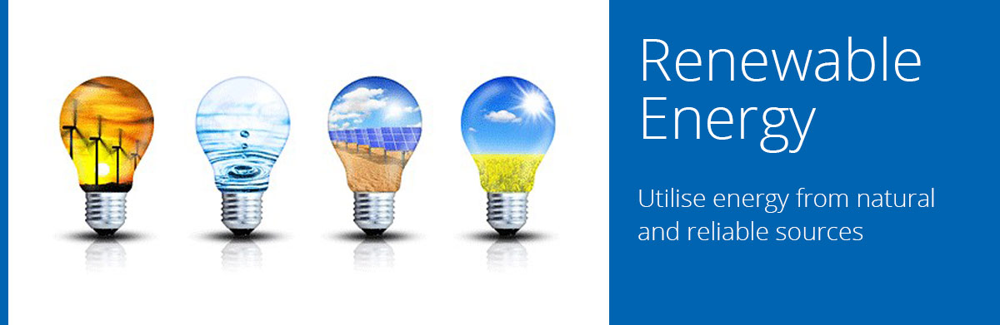 Renewable
Energy
Utilise energy from natural
and reliable sources